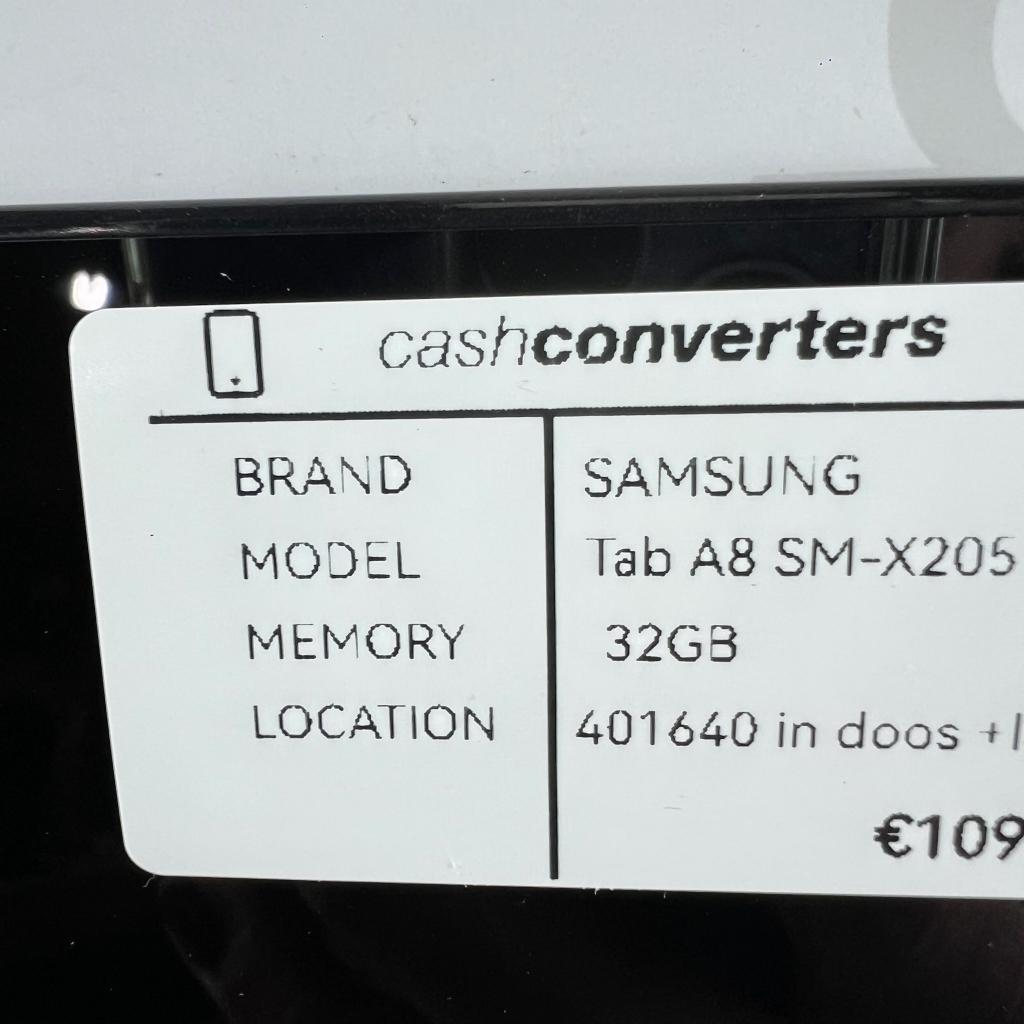 cashconverters
BRAND SAMSUNG
MODEL Tab A8 SM-X205
MEMORY 32GB
LOCATION 401640 in doos +
€109